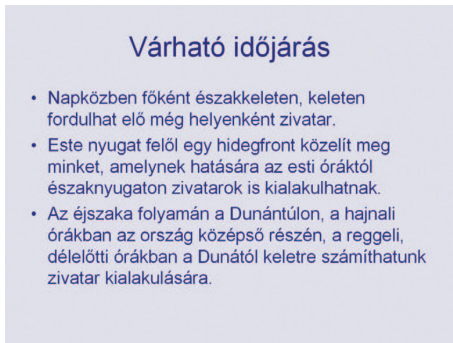 Várható időjárás
• Napközben főként északkeleten, keleten
fordulhat elő még helyenként zivatar.
• Este nyugat felől egy hidegfront közelít meg
minket, amelynek hatására az esti óráktól
északnyugaton zivatarok is kialakulhatnak.
• Az éjszaka folyamán a Dunántúlon, a hajnali
órákban az ország középső részén, a reggeli,
délelőtti órákban a Dunától keletre számíthatunk
zivatar kialakulására.